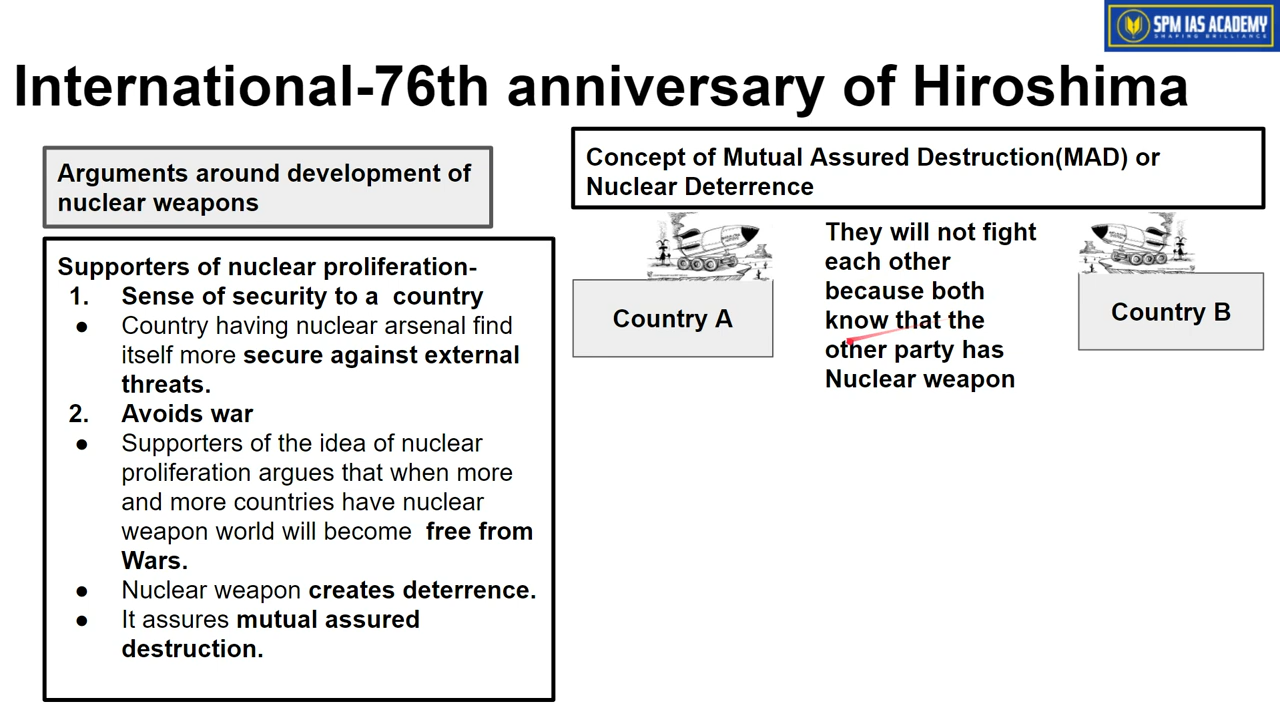 SPM IAS ACADEMY
SHAPING BRILLIANCE
International-76th anniversary of Hiroshima
Arguments around development of
nuclear weapons
Supporters of nuclear proliferation-
1. Sense of security to a country
● Country having nuclear arsenal find
itself more secure against external
threats.
2. Avoids war
● Supporters of the idea of nuclear
proliferation argues that when more
and more countries have nuclear
weapon world will become free from
Wars.
● Nuclear weapon creates deterrence.
● It assures mutual assured
destruction.
Concept of Mutual Assured Destruction(MAD) or
Nuclear Deterrence
Country A
They will not fight
each other
because both
know that the
other party has
Nuclear weapon
Country B